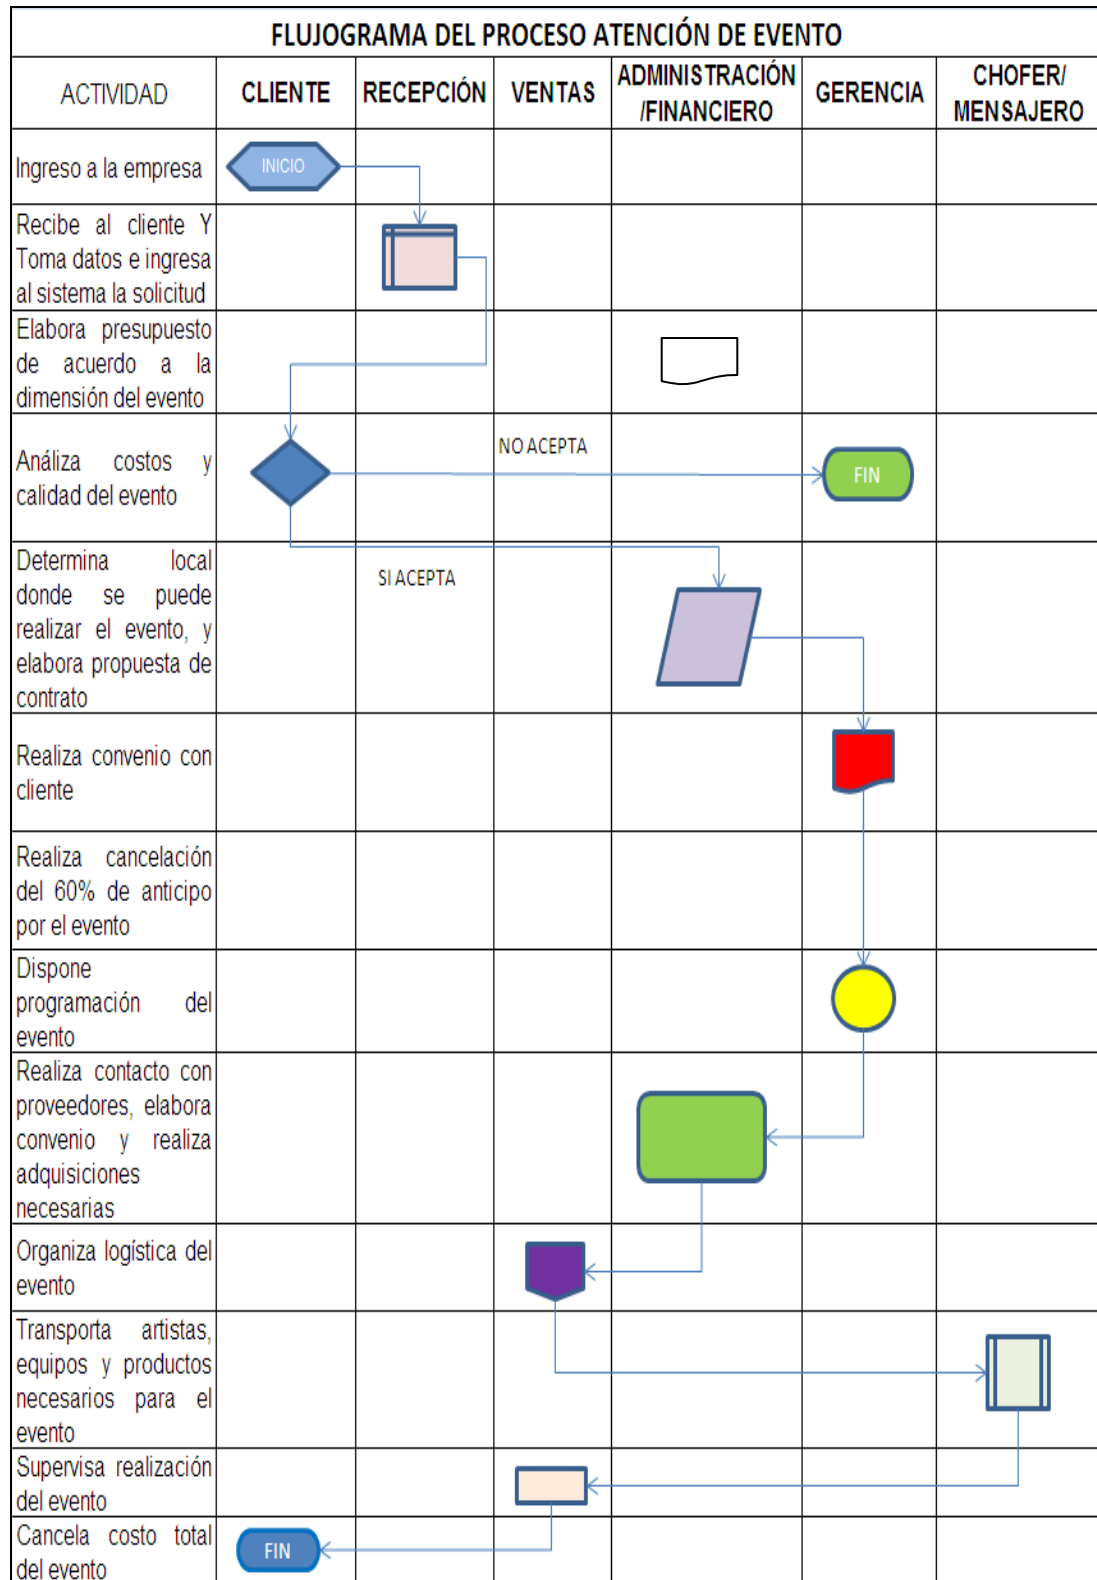 FLUJOGRAMA DEL PROCESO ATENCIÓN DE EVENTO
ACTIVIDAD
CLIENTE
RECEPCIÓN
VENTAS
ADMINISTRACIÓN
/FINANCIERO
GERENCIA
CHOFER/
MENSAJERO
Ingreso a la empresa
INICIO
Recibe al cliente Y
Toma datos e ingresa
al sistema la solicitud
Elabora presupuesto
de acuerdo a la
dimensión del evento
Análiza costos y
calidad del evento
NO ACEPTA
FIN
Determina local
donde se puede
realizar el evento, y
elabora propuesta de
contrato
SI ACEPTA
Realiza convenio con
cliente
Realiza cancelación
del 60% de anticipo
por el evento
Dispone
programación del
evento
Realiza contacto con
proveedores, elabora
convenio y realiza
adquisiciones
necesarias
Organiza logística del
evento
Transporta artistas,
equipos y productos
necesarios para el
evento
Supervisa realización
del evento
Cancela costo total
del evento
FIN